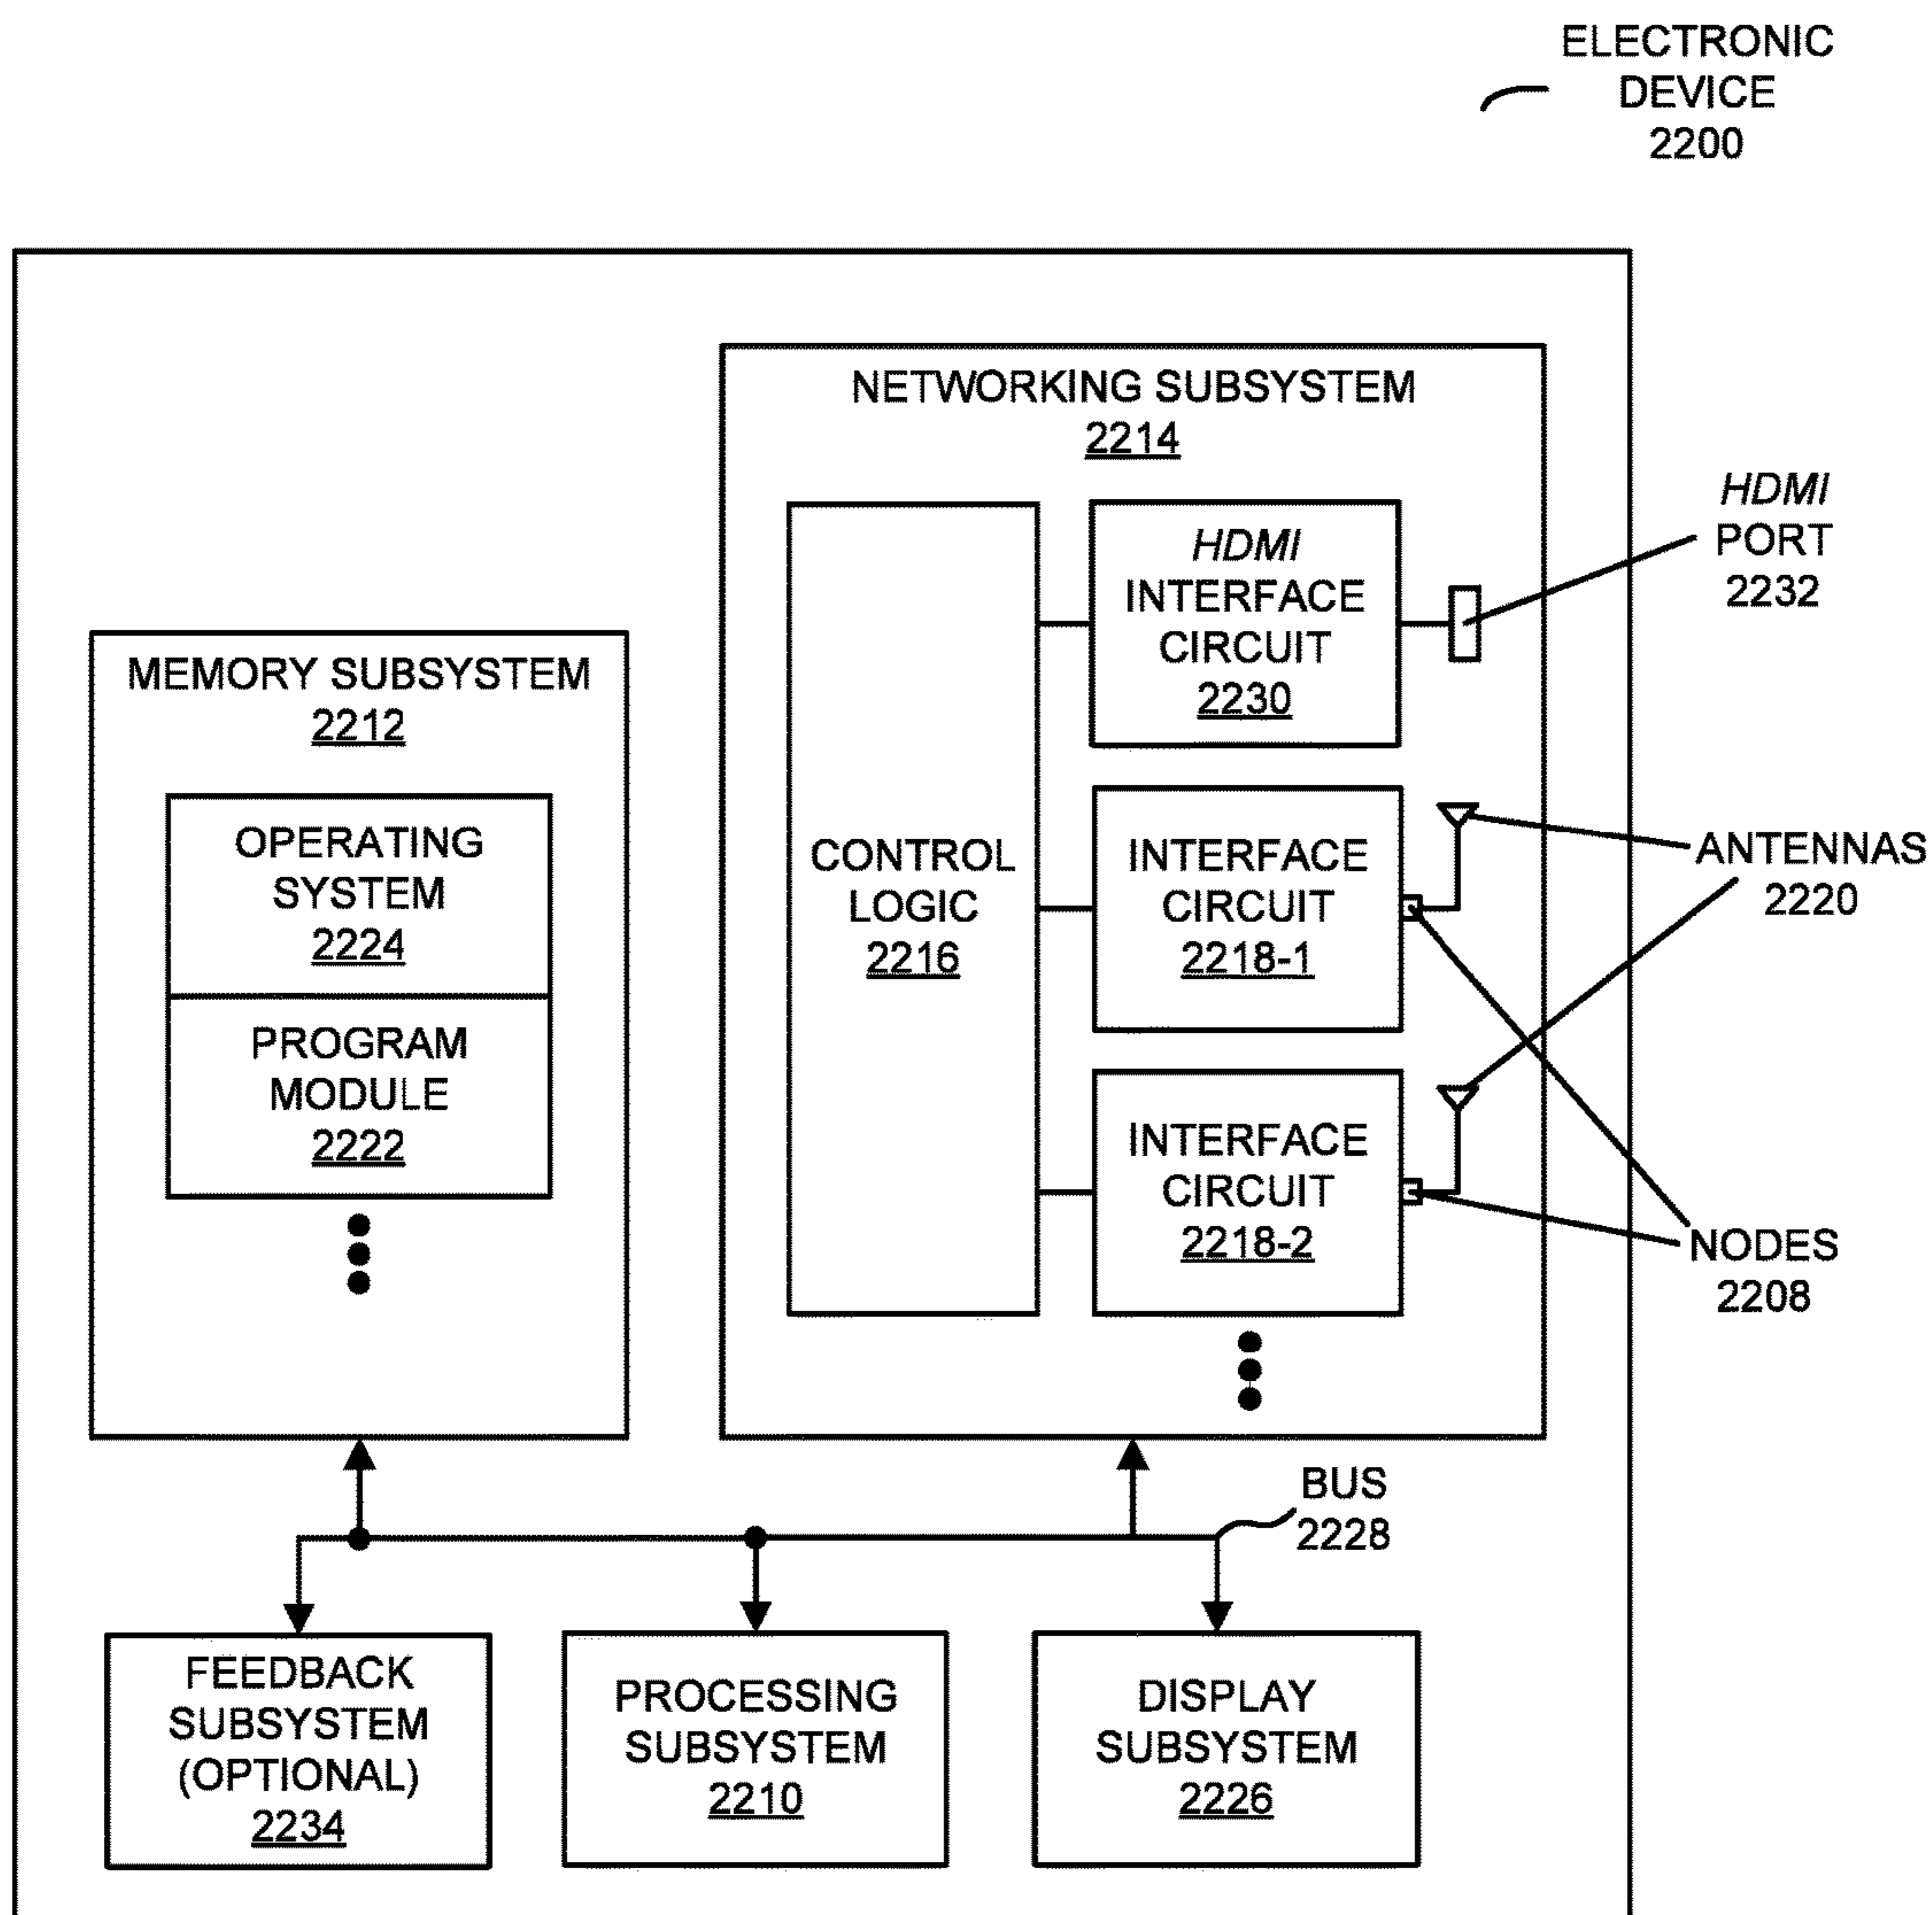 ELECTRONIC
DEVICE
2200
NETWORKING SUBSYSTEM
2214
HDMI
INTERFACE
CIRCUIT
2230
HDMI
PORT
2232
MEMORY SUBSYSTEM
2212
OPERATING
SYSTEM
2224
PROGRAM
MODULE
2222
CONTROL
LOGIC
2216
INTERFACE
CIRCUIT
2218-1
ANTENNAS
2220
INTERFACE
CIRCUIT
2218-2
NODES
2208
BUS
2228
FEEDBACK
SUBSYSTEM
(OPTIONAL)
2234
PROCESSING
SUBSYSTEM
2210
DISPLAY
SUBSYSTEM
2226